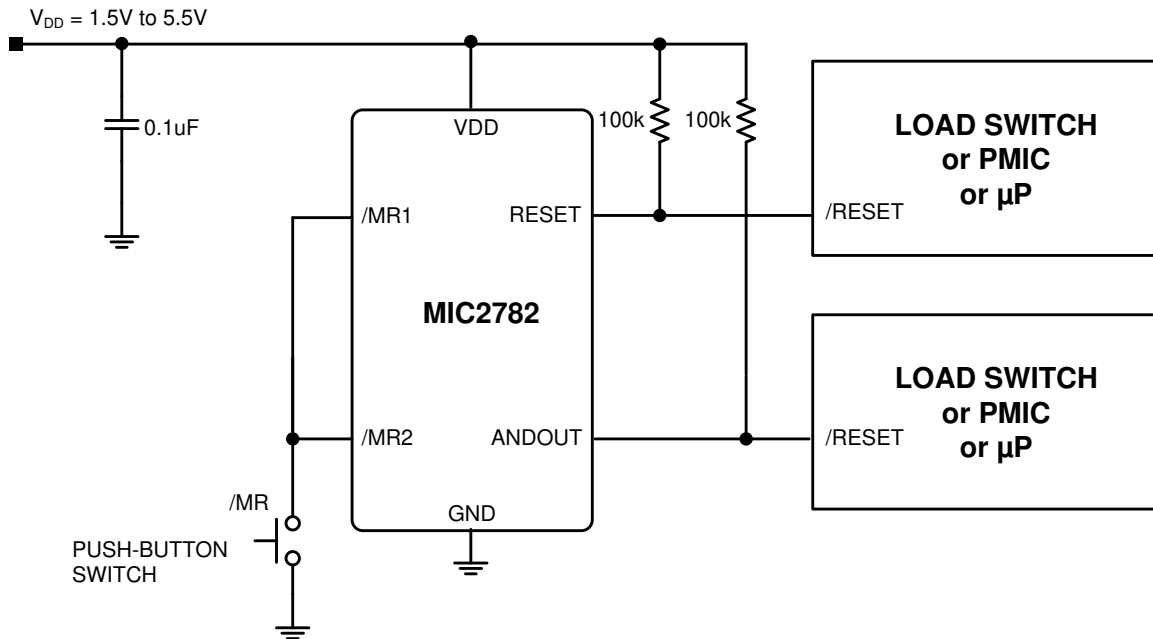 V_DD = 1.5V to 5.5V
0.1uF
VDD
/MR1
RESET
MIC2782
/MR2
ANDOUT
GND
/MR
PUSH-BUTTON
SWITCH
100k
100k
LOAD SWITCH
or PMIC
or µP
/RESET
LOAD SWITCH
or PMIC
or µP
/RESET